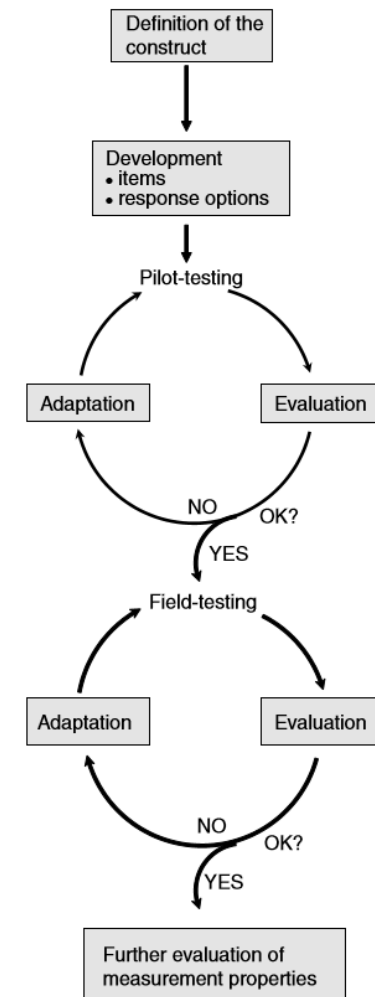 Definition of the
construct
Development
• items
• response options
Pilot-testing
Adaptation
Evaluation
NO
OK?
YES
Field-testing
Adaptation
Evaluation
NO
OK?
YES
Further evaluation of
measurement properties